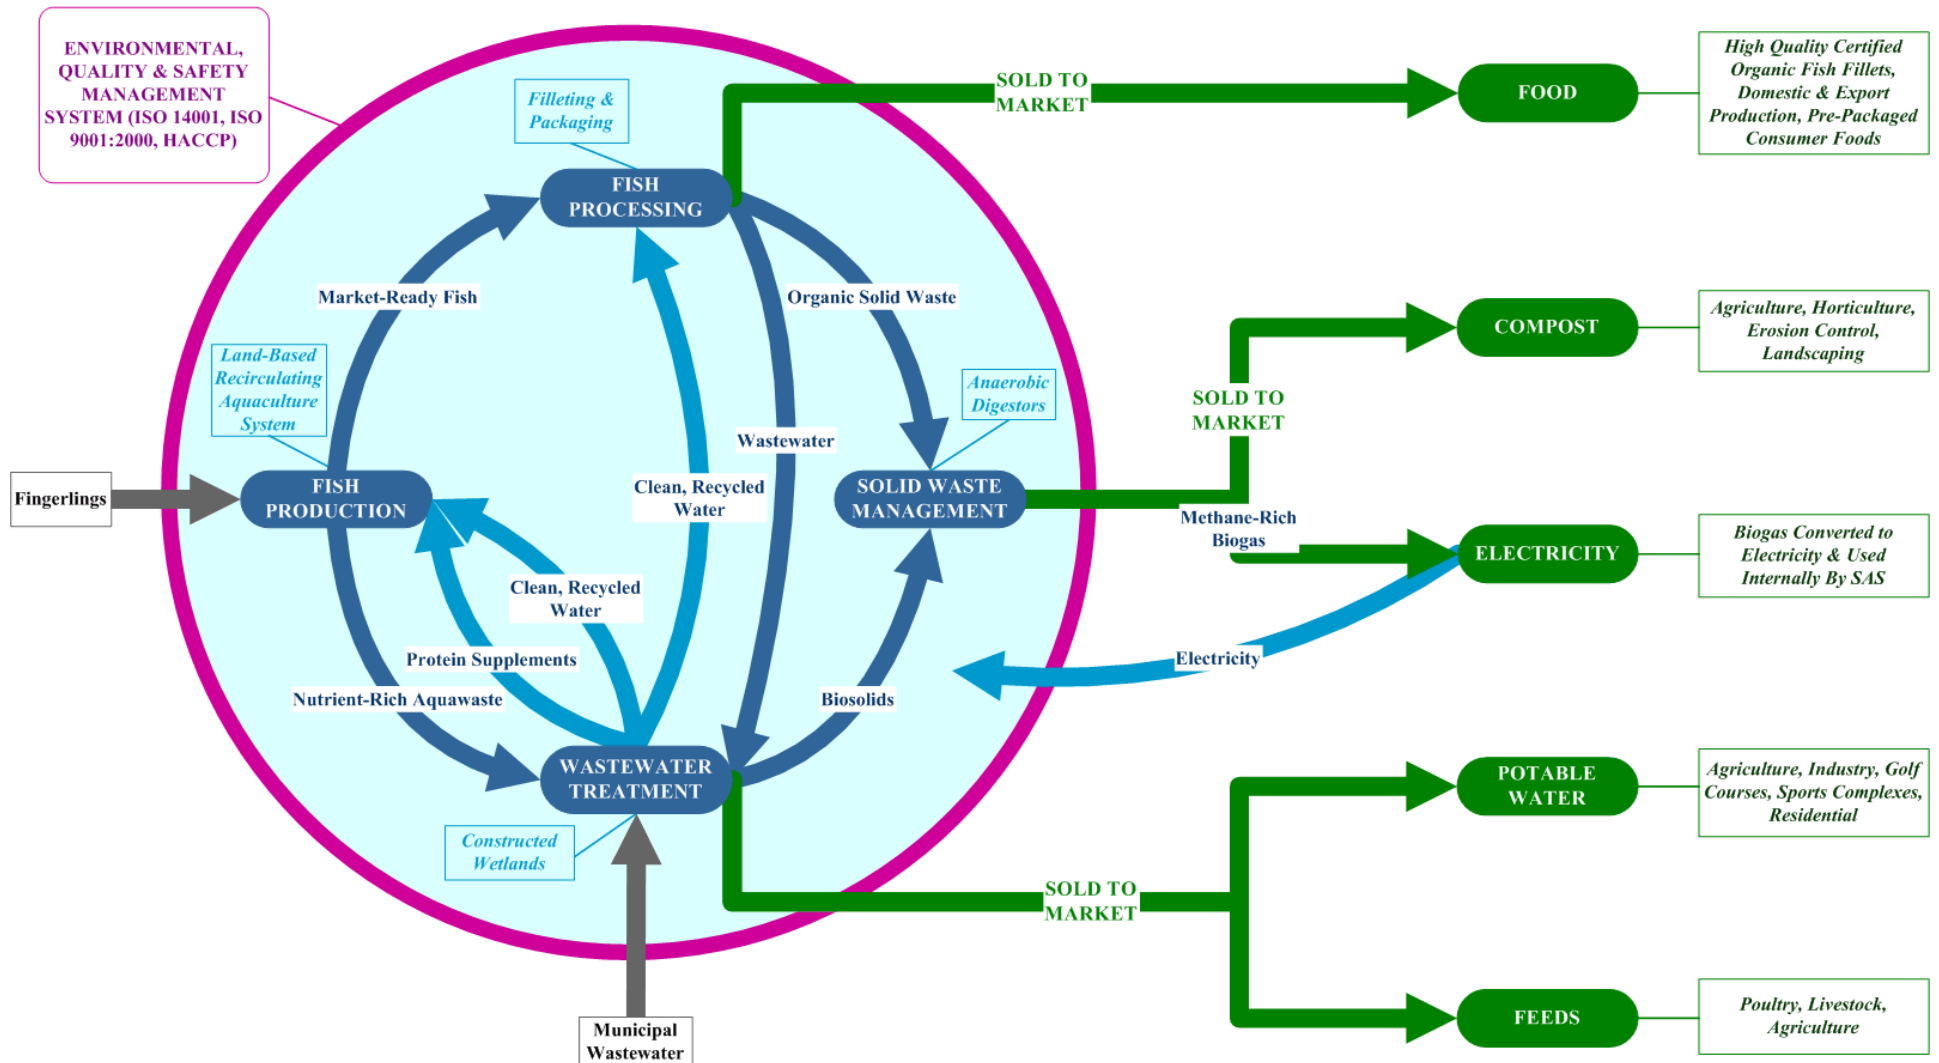 ENVIRONMENTAL,
QUALITY & SAFETY
MANAGEMENT
SYSTEM (ISO 14001, ISO
9001:2000, HACCP)
Filleting &
Packaging
FISH
PROCESSING
SOLD TO
MARKET
FOOD
High Quality Certified
Organic Fish Fillets,
Domestic & Export
Production, Pre-Packaged
Consumer Foods
Market-Ready Fish
Organic Solid Waste
COMPOST
Agriculture, Horticulture,
Erosion Control,
Landscaping
Land-Based
Recirculating
Aquaculture
System
Anaerobic
Digestors
SOLD TO
MARKET
Wastewater
Fingerlings
FISH
PRODUCTION
Clean, Recycled
Water
SOLID WASTE
MANAGEMENT
Methane-Rich
Biogas
ELECTRICITY
Biogas Converted to
Electricity & Used
Internally By SAS
Clean, Recycled
Water
Protein Supplements
Electricity
Nutrient-Rich Aquawaste
Biosolids
WASTEWATER
TREATMENT
POTABLE
WATER
Agriculture, Industry, Golf
Courses, Sports Complexes,
Residential
Constructed
Wetlands
SOLD TO
MARKET
Municipal
Wastewater
FEEDS
Poultry, Livestock,
Agriculture